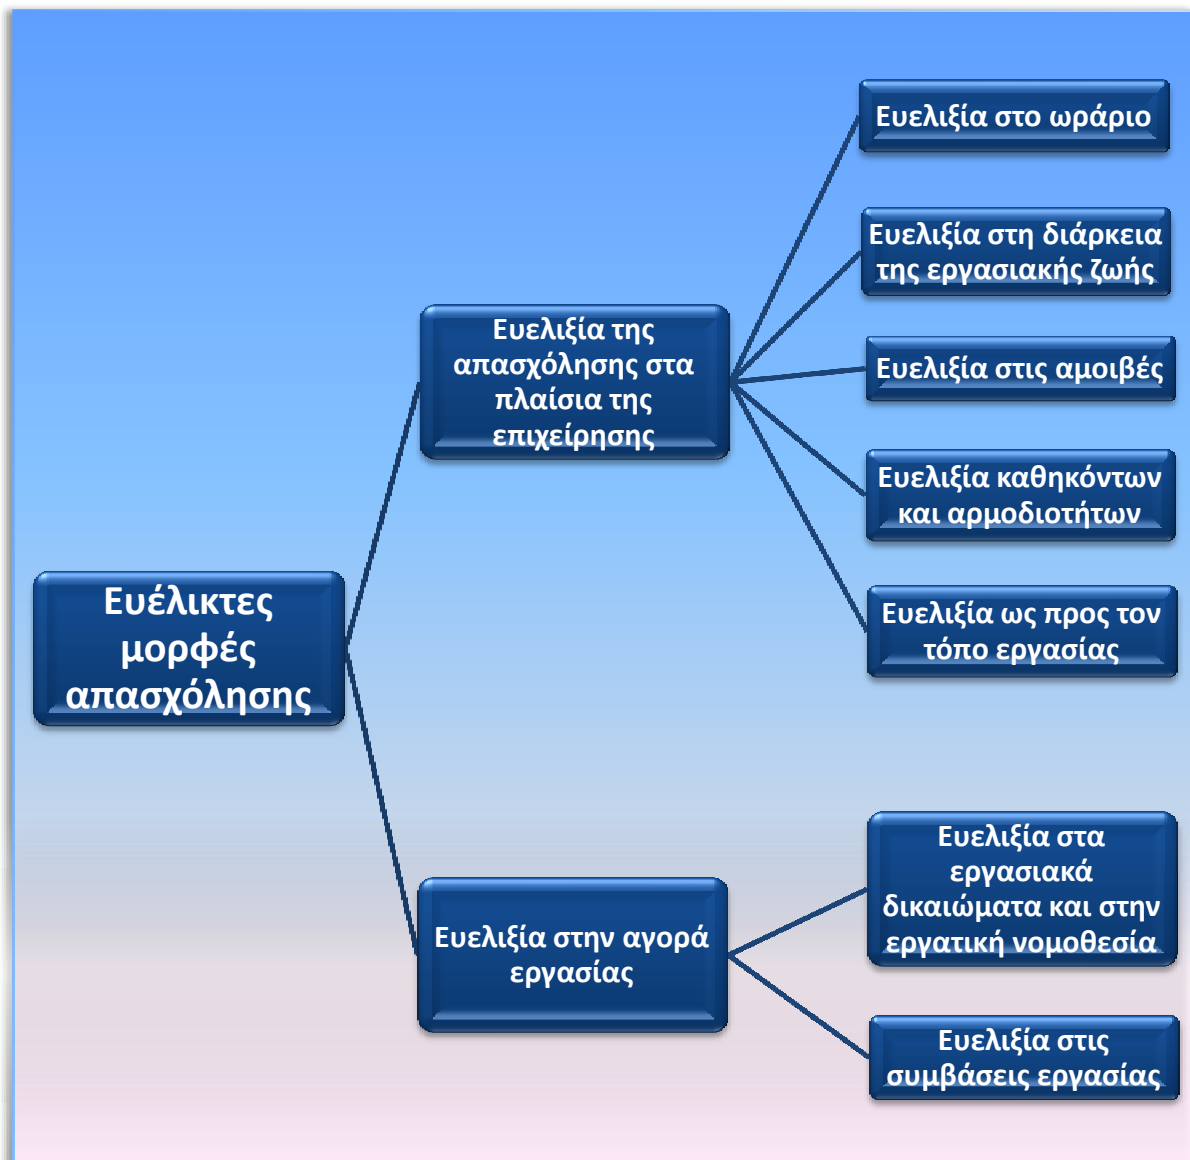 Ευέλικτες
μορφές
απασχόλησης
Ευελιξία της
απασχόλησης στα
πλαίσια της
επιχείρησης
Ευελιξία στο ωράριο
Ευελιξία στη διάρκεια
της εργασιακής ζωής
Ευελιξία στις αμοιβές
Ευελιξία καθηκόντων
και αρμοδιοτήτων
Ευελιξία ως προς τον
τόπο εργασίας
Ευελιξία στην αγορά
εργασίας
Ευελιξία στα
εργασιακά
δικαιώματα και στην
εργατική νομοθεσία
Ευελιξία στις
συμβάσεις εργασίας